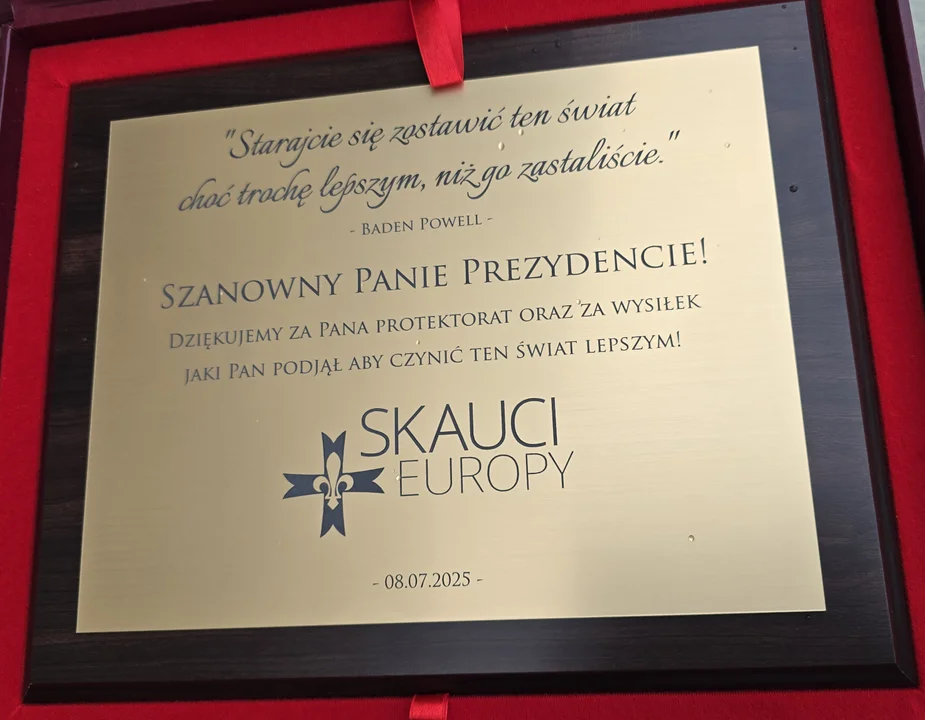 "Starajcie się zostawić ten świat
choć trochę lepszym, niż go zastaliście."
- Baden Powell -
Szanowny Panie Prezydencie!
Dziękujemy za Pana protektorat oraz za wysiłek
jaki Pan podjął aby czynić ten świat lepszym!
SKAUCI
EUROPY
- 08.07.2025 -